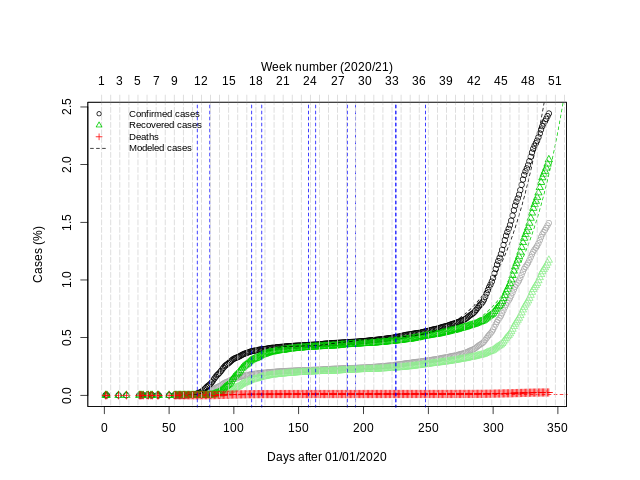 Week number (2020/21)
1 3 5 7 9 12 15 18 21 24 27 30 33 36 39 42 45 48 51
2.5
2.0
1.5
1.0
0.5
0.0
Cases (%)
Confirmed cases
Recovered cases
Deaths
Modeled cases
0 50 100 150 200 250 300 350
Days after 01/01/2020